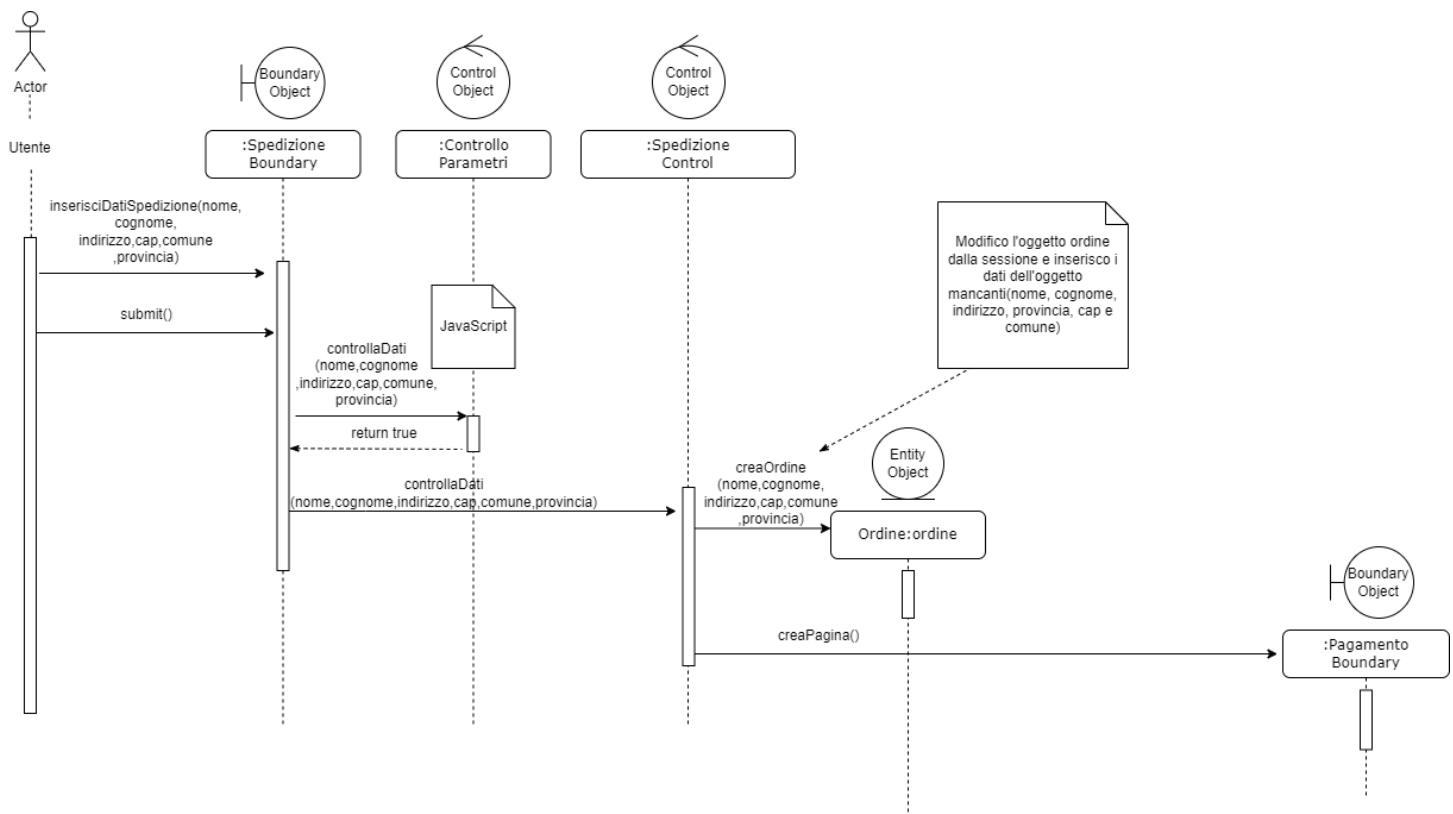 Actor
Utente
Boundary
Object
:Spedizione
Boundary
Control
Object
:Controllo
Parametri
Control
Object
:Spedizione
Control
inserisciDatiSpedizione(nome,
cognome,
indirizzo,cap,comune
,provincia)
submit()
JavaScript
controllaDati
(nome,cognome
,indirizzo,cap,comune,
provincia)
return true
controllaDati
(nome,cognome,indirizzo,cap,comune,provincia)
Modifico l'oggetto ordine
dalla sessione e inserisco i
dati dell'oggetto
mancanti(nome, cognome,
indirizzo, provincia, cap e
comune)
creaOrdine
(nome,cognome,
indirizzo,cap,comune
,provincia)
Entity
Object
Ordine:ordine
creaPagina()
Boundary
Object
:Pagamento
Boundary